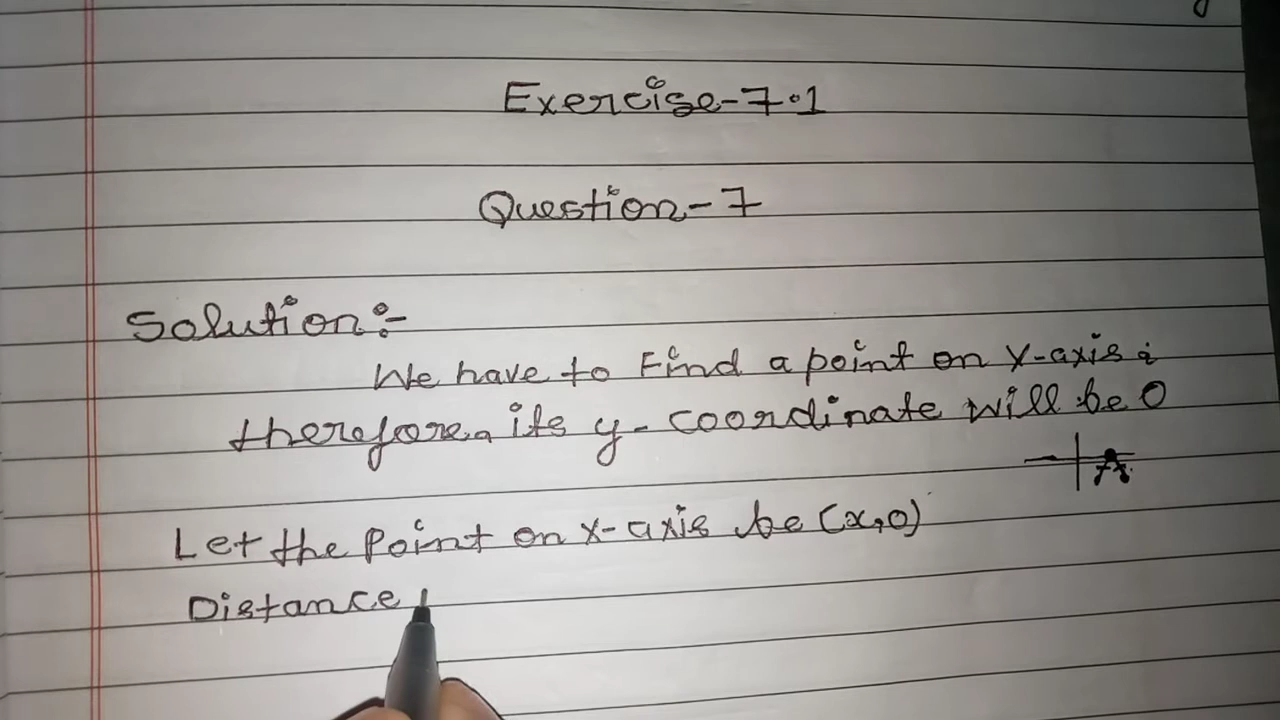 Exercise-7.1
Question-7
Solution:-
We have to Find a point on X-axis;
therefore, its y-coordinate will be 0
Let the Point on X-axis be (x,0)
Distance